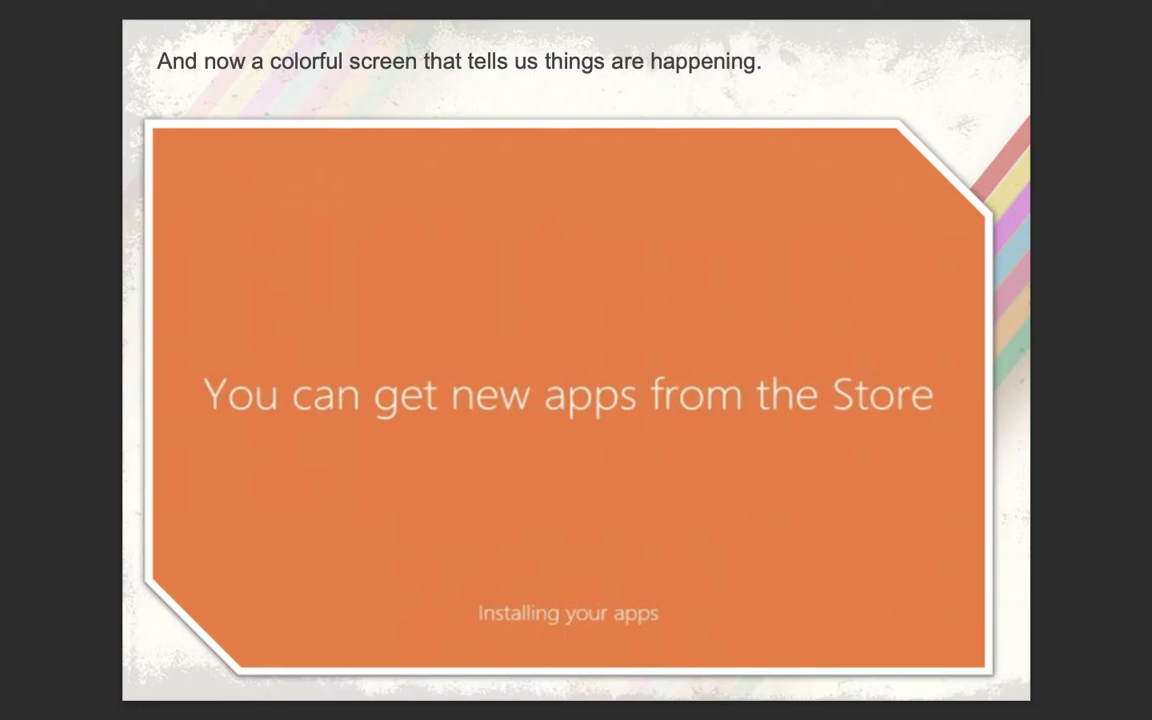 And now a colorful screen that tells us things are happening.
You can get new apps from the Store
Installing your apps